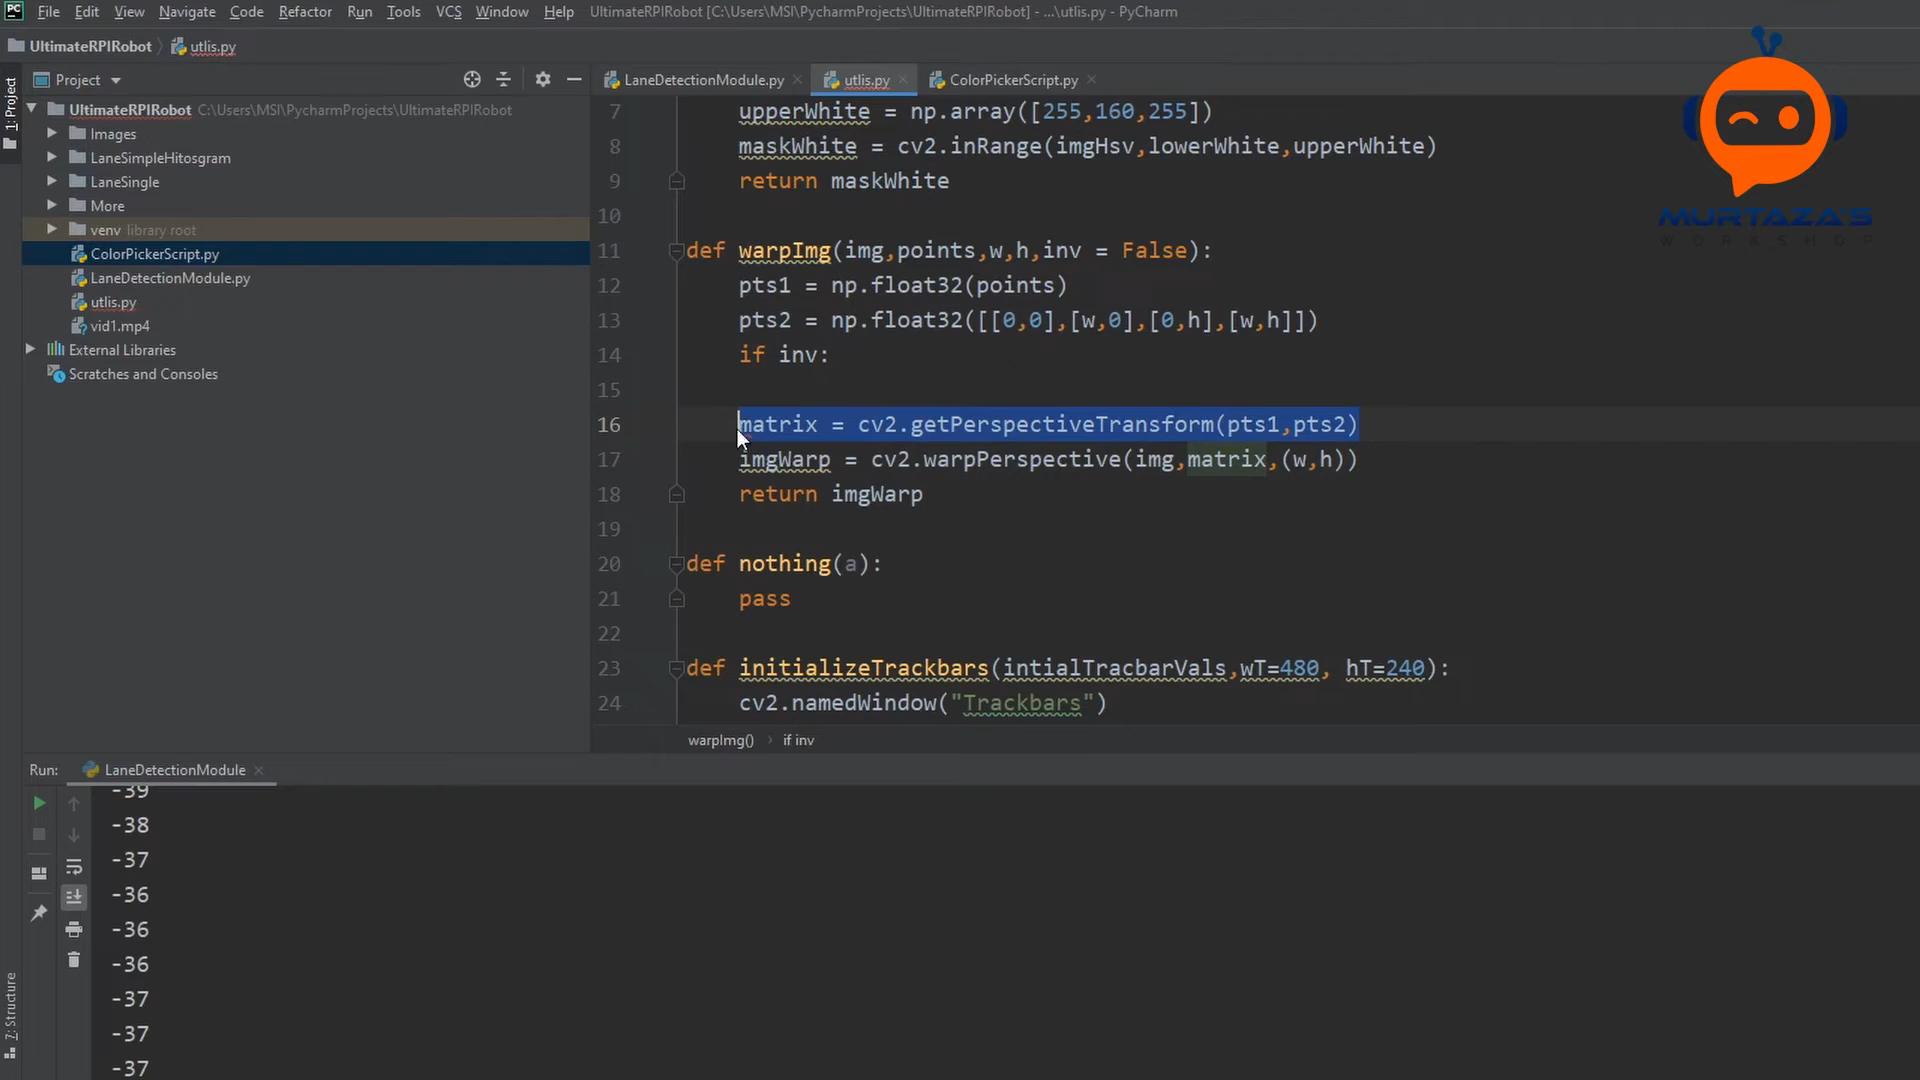 PC File Edit View Navigate Code Refactor Run Tools VCS Window Help UltimateRPIRobot [C:\Users\MSI\PycharmProjects\UltimateRPIRobot] - ...\utlis.py - PyCharm
UltimateRPIRobot utlis.py
1: Project
Project
UltimateRPIRobot C:\Users\MSI\PycharmProjects\UltimateRPIRobot
Images
LaneSimpleHitosgram
LaneSingle
More
venv library root
ColorPickerScript.py
LaneDetectionModule.py
utlis.py
vid1.mp4
External Libraries
Scratches and Consoles
LaneDetectionModule.py utlis.py ColorPickerScript.py
7 upperWhite = np.array([255,160,255])
8 maskWhite = cv2.inRange(imgHsv,lowerWhite,upperWhite)
9 return maskWhite
10
11 def warpImg(img,points,w,h,inv = False):
12 pts1 = np.float32(points)
13 pts2 = np.float32([[0,0],[w,0],[0,h],[w,h]])
14 if inv:
15
16 matrix = cv2.getPerspectiveTransform(pts1,pts2)
17 imgWarp = cv2.warpPerspective(img,matrix,(w,h))
18 return imgWarp
19
20 def nothing(a):
21 pass
22
23 def initializeTrackbars(intialTracbarVals,wT=480, hT=240):
24 cv2.namedWindow("Trackbars")
warpImg() › if inv
MURTAZA'S
WORKSHOP
Run: LaneDetectionModule
-39
-38
-37
-36
-36
-36
-37
-37
-37
7: Structure